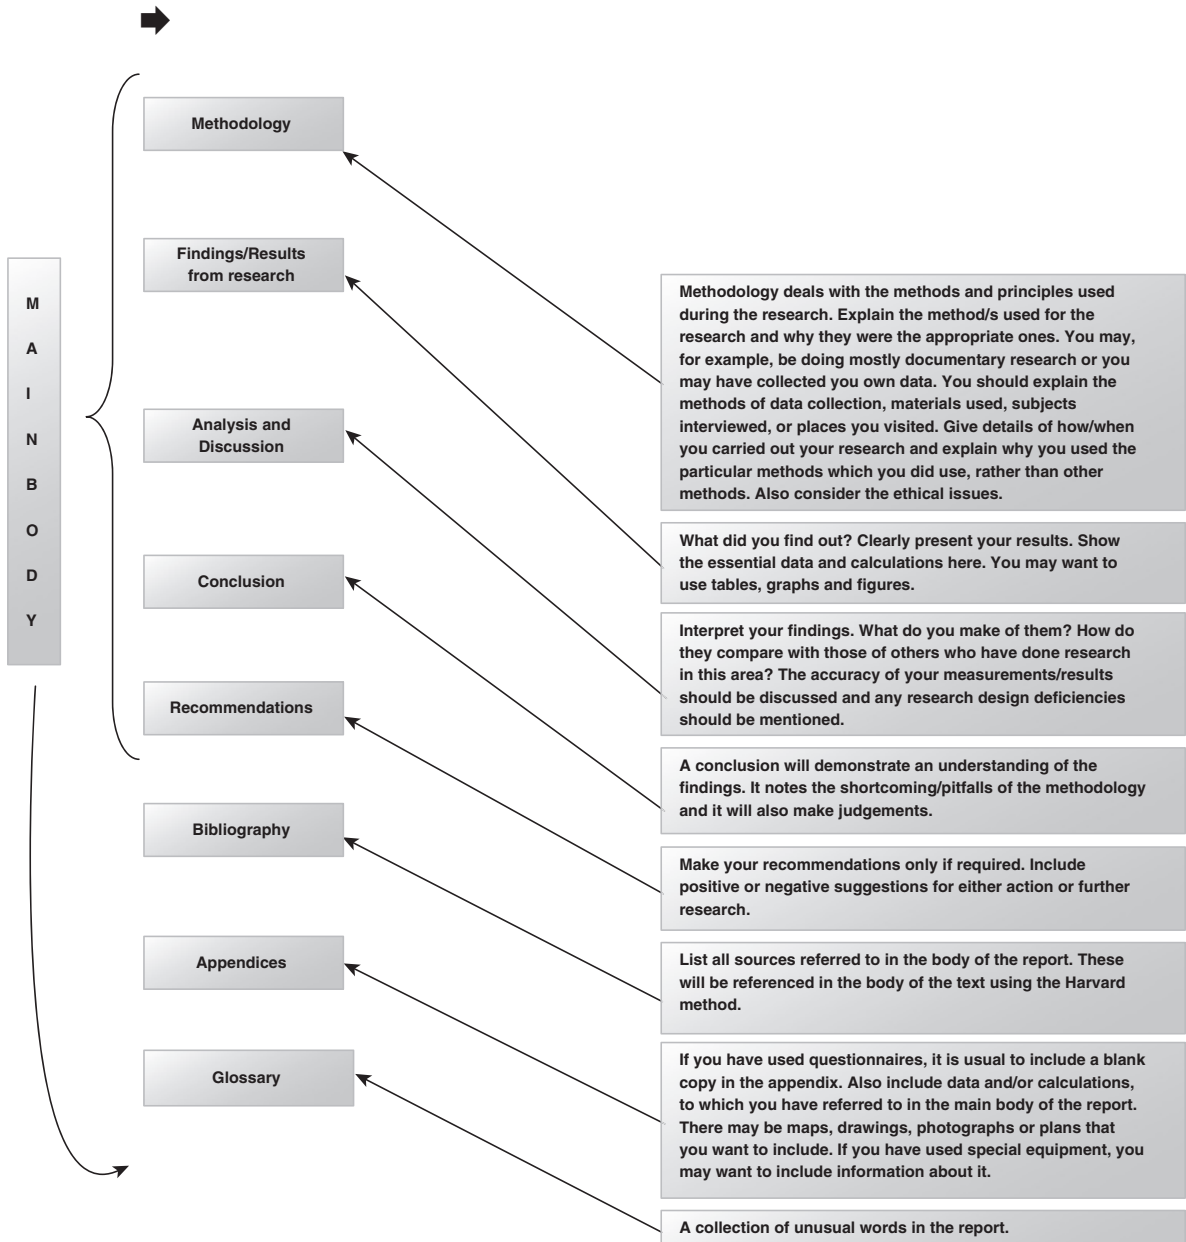 M
A
I
N
B
O
D
Y
Methodology
Findings/Results
from research
Analysis and
Discussion
Conclusion
Recommendations
Bibliography
Appendices
Glossary
Methodology deals with the methods and principles used
during the research. Explain the method/s used for the
research and why they were the appropriate ones. You may,
for example, be doing mostly documentary research or you
may have collected you own data. You should explain the
methods of data collection, materials used, subjects
interviewed, or places you visited. Give details of how/when
you carried out your research and explain why you used the
particular methods which you did use, rather than other
methods. Also consider the ethical issues.
What did you find out? Clearly present your results. Show
the essential data and calculations here. You may want to
use tables, graphs and figures.
Interpret your findings. What do you make of them? How do
they compare with those of others who have done research
in this area? The accuracy of your measurements/results
should be discussed and any research design deficiencies
should be mentioned.
A conclusion will demonstrate an understanding of the
findings. It notes the shortcoming/pitfalls of the methodology
and it will also make judgements.
Make your recommendations only if required. Include
positive or negative suggestions for either action or further
research.
List all sources referred to in the body of the report. These
will be referenced in the body of the text using the Harvard
method.
If you have used questionnaires, it is usual to include a blank
copy in the appendix. Also include data and/or calculations,
to which you have referred to in the main body of the report.
There may be maps, drawings, photographs or plans that
you want to include. If you have used special equipment, you
may want to include information about it.
A collection of unusual words in the report.